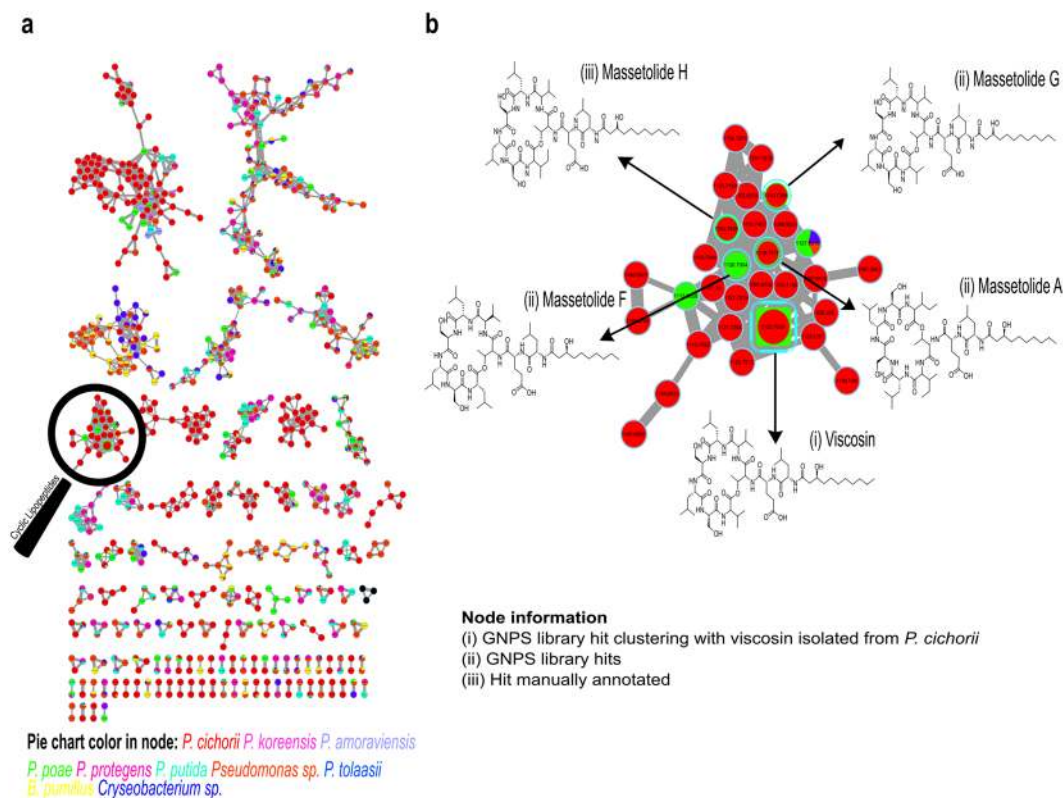 a
b
(iii) Massetolide H
(ii) Massetolide G
(ii) Massetolide F
(ii) Massetolide A
(i) Viscosin
Cyclic Lipopeptides
Node information
(i) GNPS library hit clustering with viscosin isolated from P. cichorii
(ii) GNPS library hits
(iii) Hit manually annotated
Pie chart color in node: P. cichorii P. koreensis P. amoraviensis
P. poae P. protegens P. putida Pseudomonas sp. P. tolaasii
B. pumilus Cryseobacterium sp.